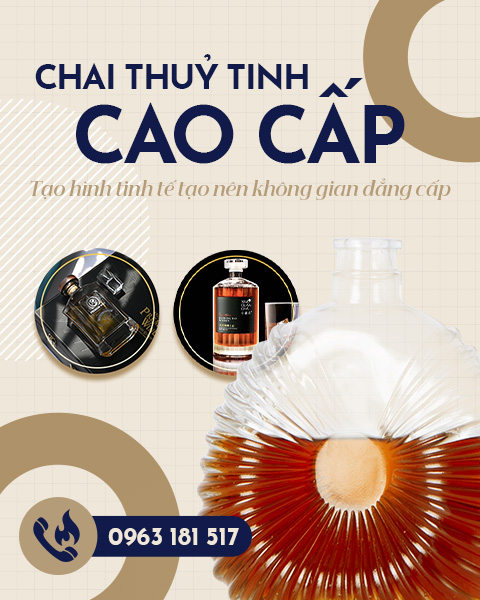 CHAI THUỶ TINH
CAO CẤP
Tạo hình tinh tế tạo nên không gian đẳng cấp
0963 181 517